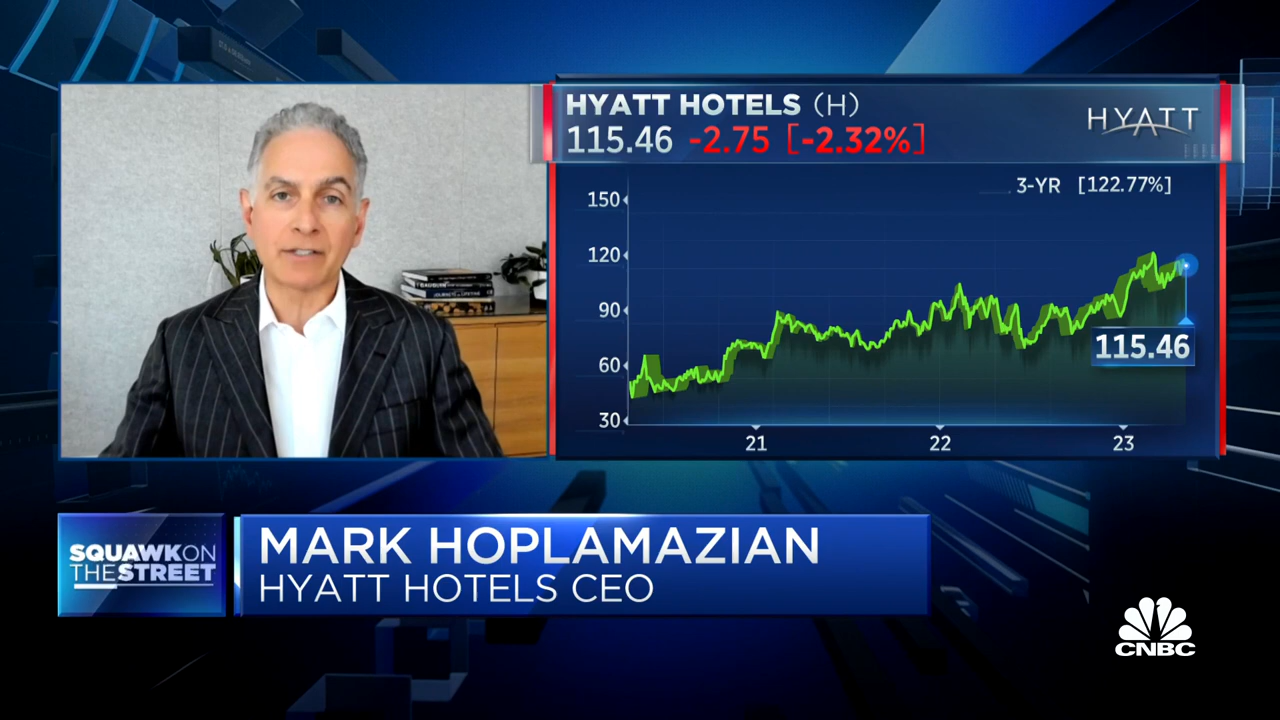 HYATT HOTELS (H)
115.46 -2.75 [-2.32%]
HYATT
3-YR [122.77%]
150
120
90
60
30
115.46
21 22 23
SQUAWK ON
THE STREET
MARK HOPLAMAZIAN
HYATT HOTELS CEO
CNBC